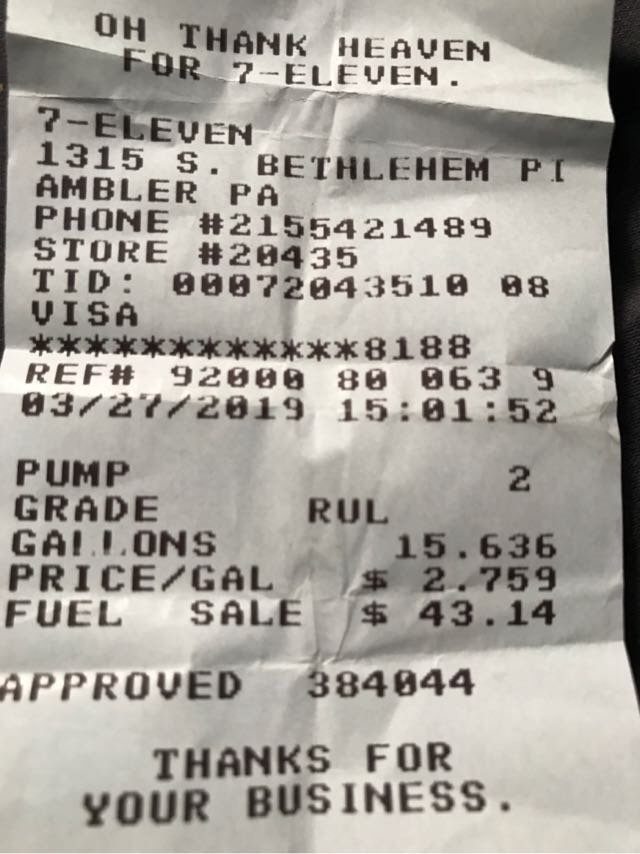 OH THANK HEAVEN
FOR 7-ELEVEN.
7-ELEVEN
1315 S. BETHLEHEM PI
AMBLER PA
PHONE #2155421489
STORE #20435
TID: 00072043510 08
VISA
************8188
REF# 92000 80 063 9
03/27/2019 15:01:52
PUMP 2
GRADE RUL
GALLONS 15.636
PRICE/GAL $ 2.759
FUEL SALE $ 43.14
APPROVED 384044
THANKS FOR
YOUR BUSINESS.